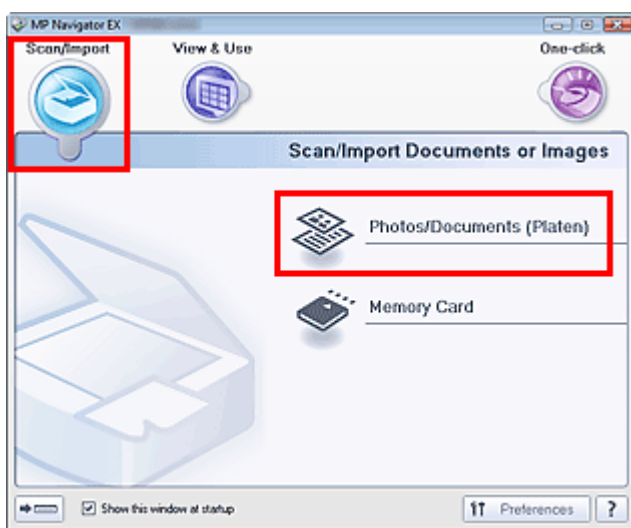 MP Navigator EX
Scan/Import View & Use One-click
Scan/Import Documents or Images
Photos/Documents (Platen)
Memory Card
Show this window at startup
Preferences ?